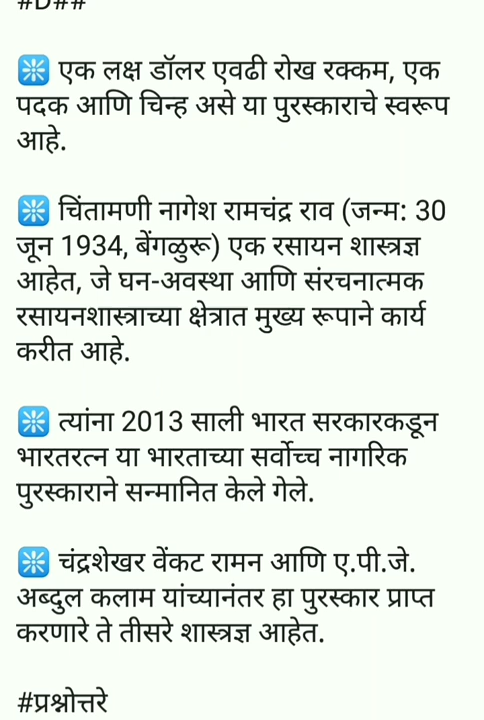 ❇️ एक लक्ष डॉलर एवढी रोख रक्कम, एक
पदक आणि चिन्ह असे या पुरस्काराचे स्वरूप
आहे.
❇️ चिंतामणी नागेश रामचंद्र राव (जन्म: 30
जून 1934, बेंगळुरू) एक रसायन शास्त्रज्ञ
आहेत, जे घन-अवस्था आणि संरचनात्मक
रसायनशास्त्राच्या क्षेत्रात मुख्य रूपाने कार्य
करीत आहे.
❇️ त्यांना 2013 साली भारत सरकारकडून
भारतरत्न या भारताच्या सर्वोच्च नागरिक
पुरस्काराने सन्मानित केले गेले.
❇️ चंद्रशेखर वेंकट रामन आणि ए.पी.जे.
अब्दुल कलाम यांच्यानंतर हा पुरस्कार प्राप्त
करणारे ते तीसरे शास्त्रज्ञ आहेत.
#प्रश्नोत्तरे